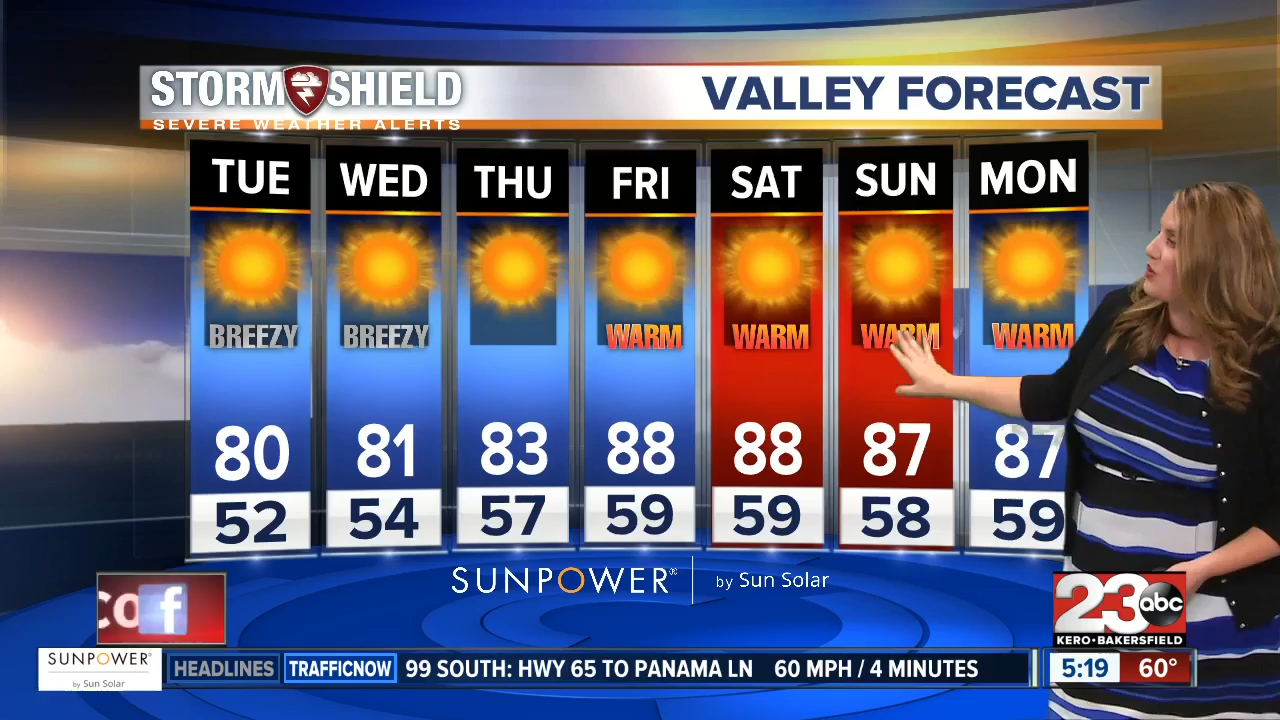 STORM SHIELD
SEVERE WEATHER ALERTS
VALLEY FORECAST
TUE WED THU FRI SAT SUN MON
BREEZY BREEZY WARM WARM WARM WARM
80 81 83 88 88 87 87
52 54 57 59 59 58 59
SUNPOWER® by Sun Solar
co f
23 abc
KERO·BAKERSFIELD
SUNPOWER®
by Sun Solar
HEADLINES TRAFFICNOW 99 SOUTH: HWY 65 TO PANAMA LN 60 MPH / 4 MINUTES 5:19 60°